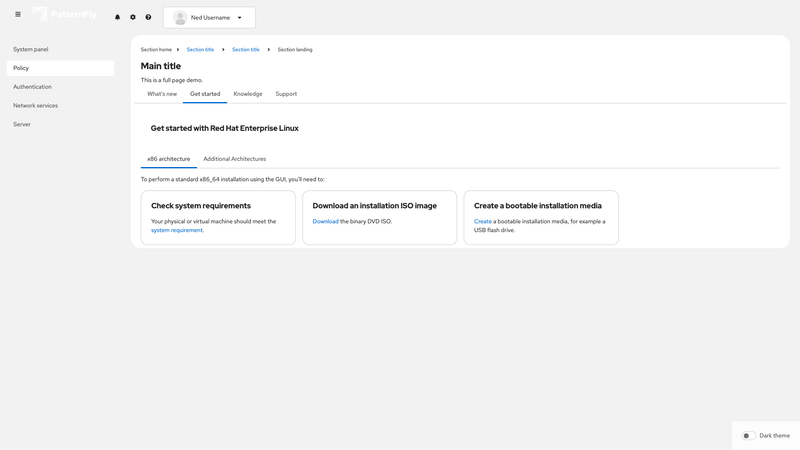 PatternFly
Ned Username
System panel
Policy
Authentication
Network services
Server
Section home
Section title
Section title
Section landing
Main title
This is a full page demo.
What's new
Get started
Knowledge
Support
Get started with Red Hat Enterprise Linux
x86 architecture
Additional Architectures
To perform a standard x86_64 installation using the GUI, you'll need to:
Check system requirements
Your physical or virtual machine should meet the
system requirement.
Download an installation ISO image
Download the binary DVD ISO.
Create a bootable installation media
Create a bootable installation media, for example a
USB flash drive.
Dark theme